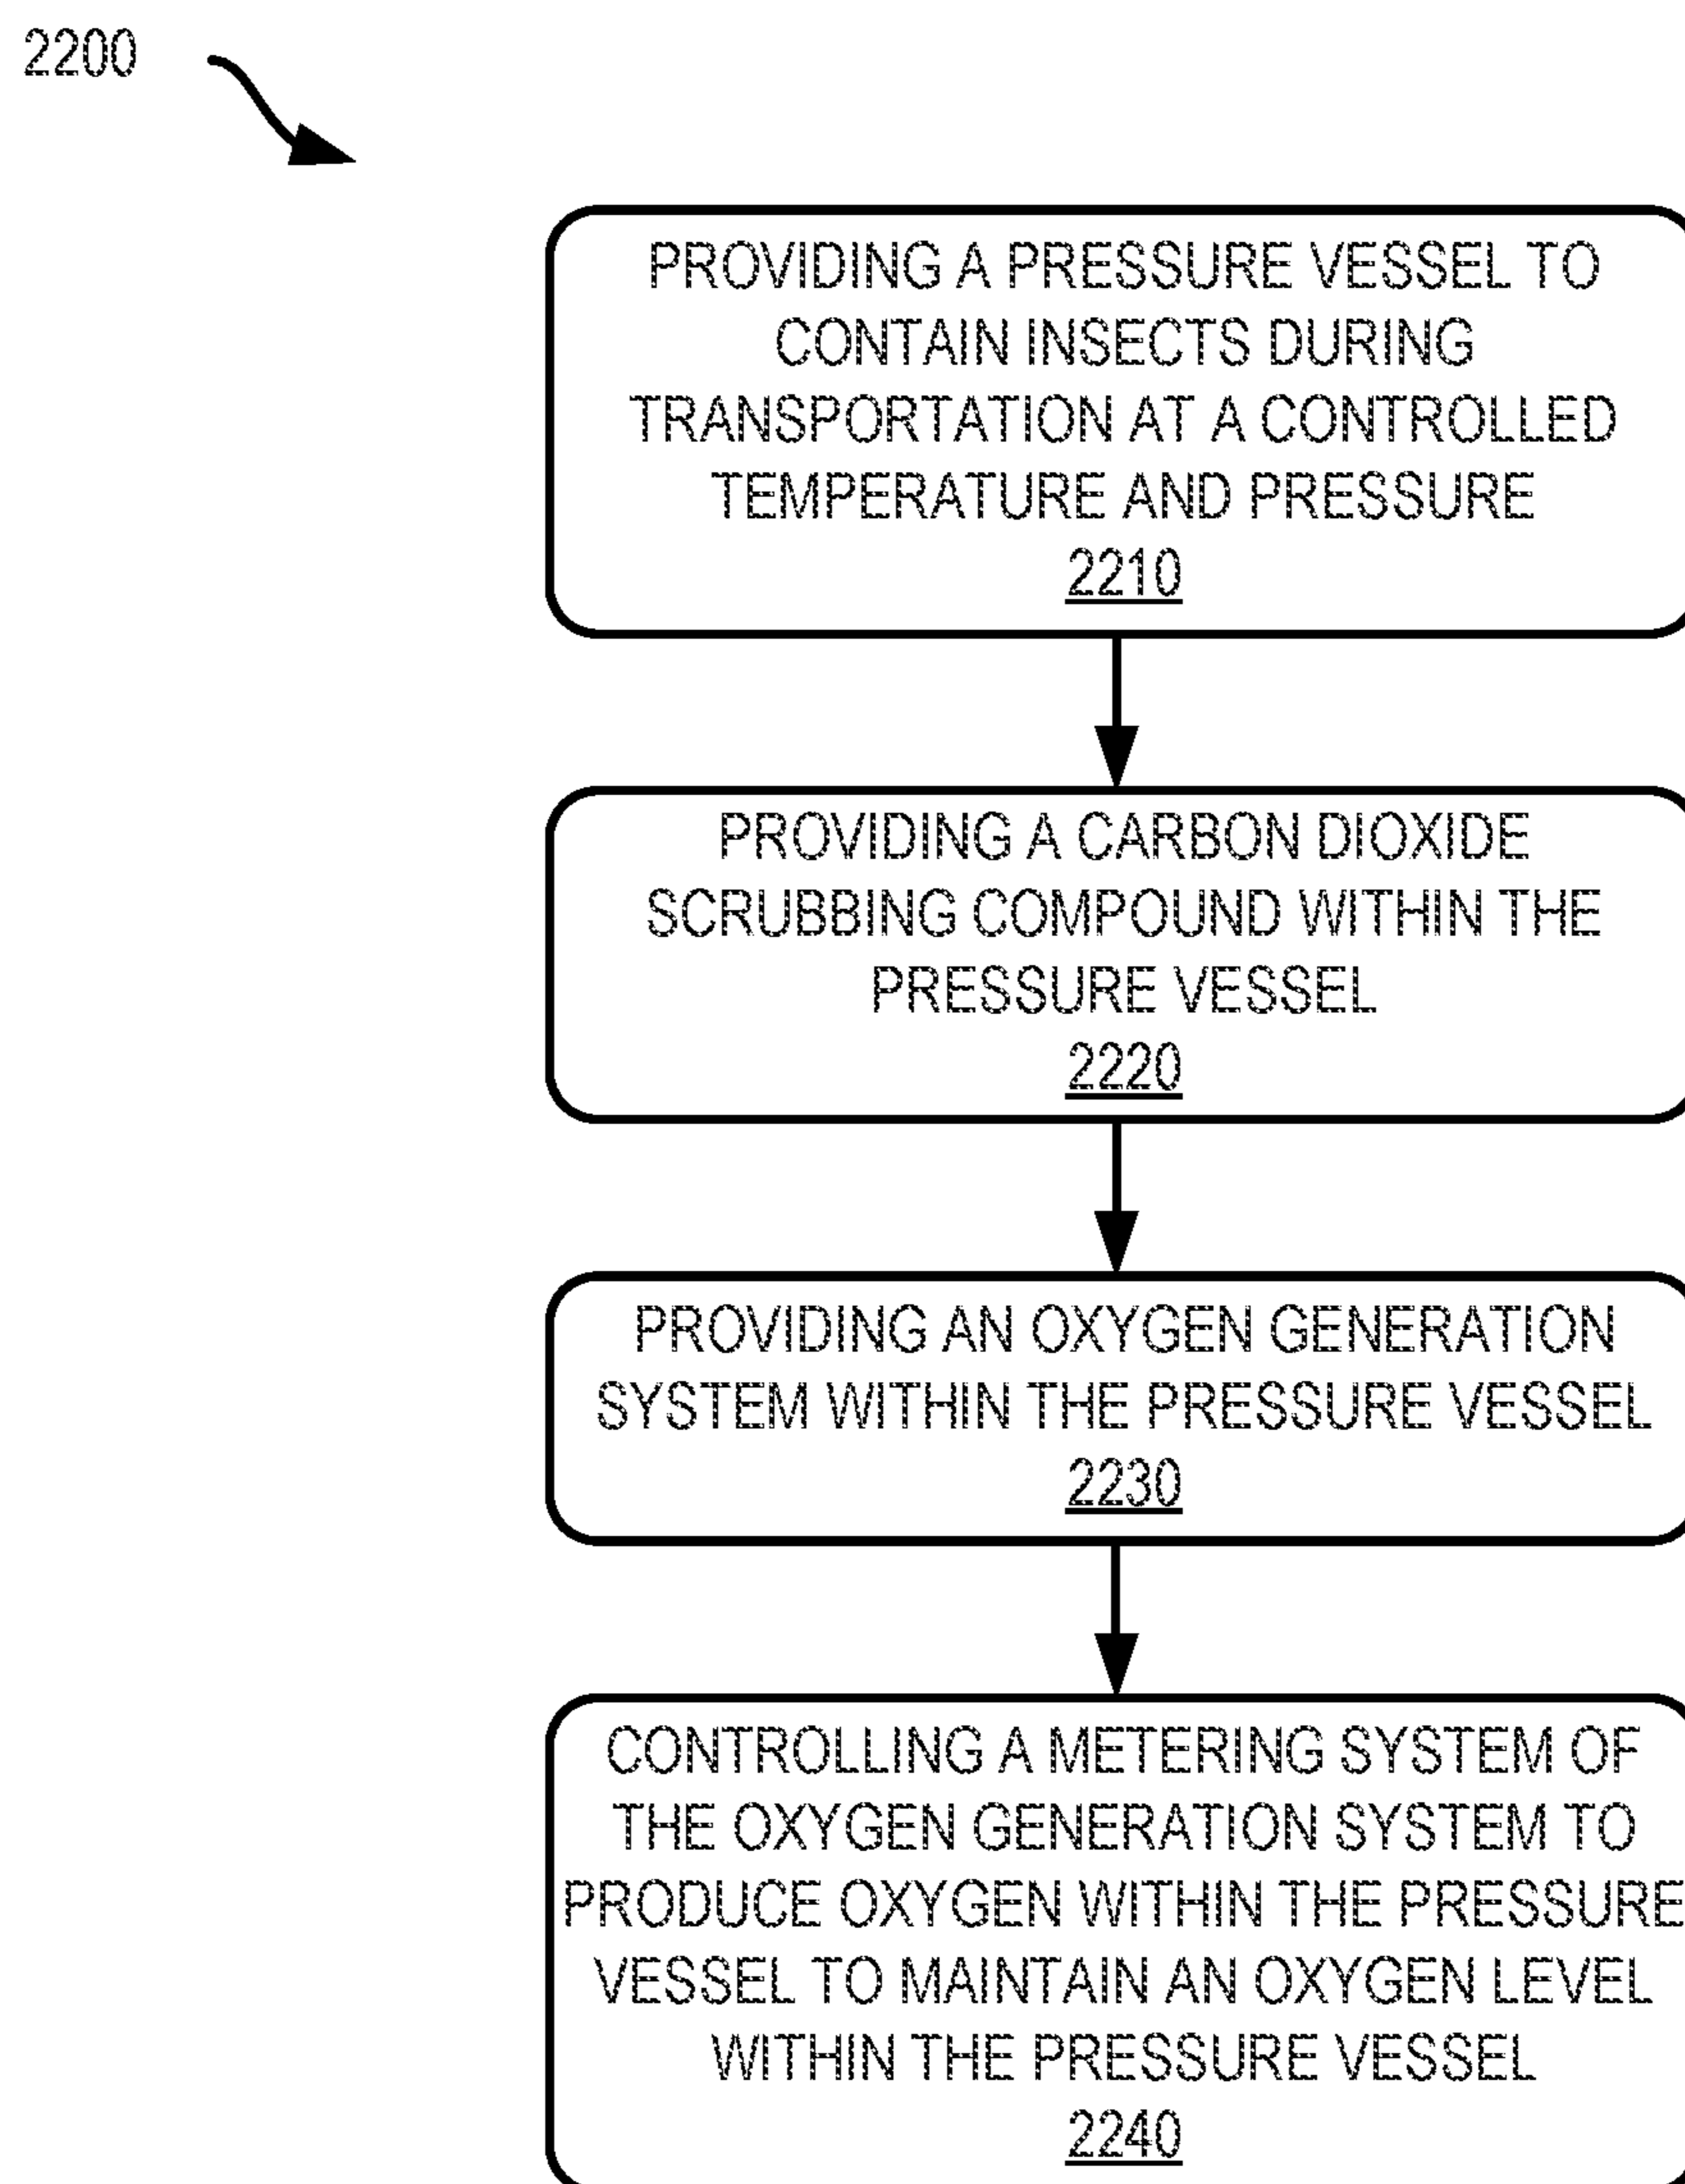 2200
PROVIDING A PRESSURE VESSEL TO
CONTAIN INSECTS DURING
TRANSPORTATION AT A CONTROLLED
TEMPERATURE AND PRESSURE
2210
PROVIDING A CARBON DIOXIDE
SCRUBBING COMPOUND WITHIN THE
PRESSURE VESSEL
2220
PROVIDING AN OXYGEN GENERATION
SYSTEM WITHIN THE PRESSURE VESSEL
2230
CONTROLLING A METERING SYSTEM OF
THE OXYGEN GENERATION SYSTEM TO
PRODUCE OXYGEN WITHIN THE PRESSURE
VESSEL TO MAINTAIN AN OXYGEN LEVEL
WITHIN THE PRESSURE VESSEL
2240